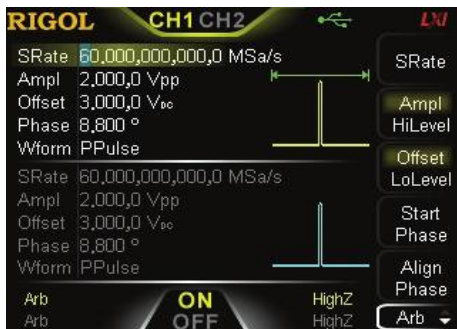 RIGOL CH1 CH2 LXI
SRate 60,000,000,000,0 MSa/s
Ampl 2.000,0 Vpp
Offset 3.000,0 VDC
Phase 8.800 °
Wform PPulse
SRate 60,000,000,000,0 MSa/s
Ampl 2.000,0 Vpp
Offset 3.000,0 VDC
Phase 8.800 °
Wform PPulse
Arb ON HighZ
Arb OFF HighZ
SRate
Ampl
HiLevel
Offset
LoLevel
Start
Phase
Align
Phase
Arb